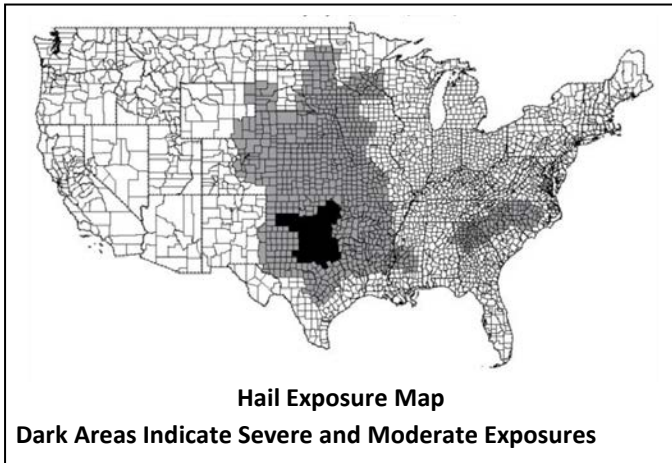 Hail Exposure Map
Dark Areas Indicate Severe and Moderate Exposures